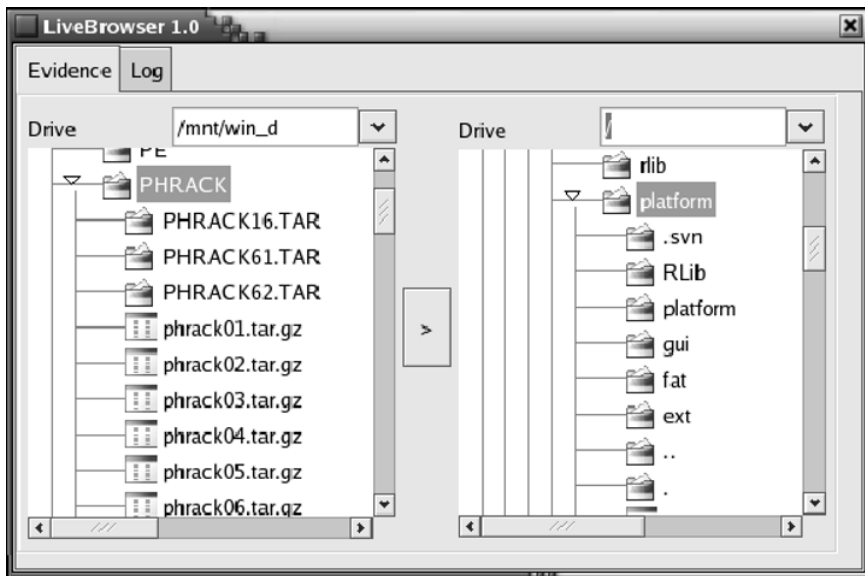 LiveBrowser 1.0
Evidence
Log
Drive
/mnt/win_d
PE
PHRACK
PHRACK16.TAR
PHRACK61.TAR
PHRACK62.TAR
phrack01.tar.gz
phrack02.tar.gz
phrack03.tar.gz
phrack04.tar.gz
phrack05.tar.gz
phrack06.tar.gz
>
Drive
/
rlib
platform
.svn
RLib
platform
gui
fat
ext
..
.